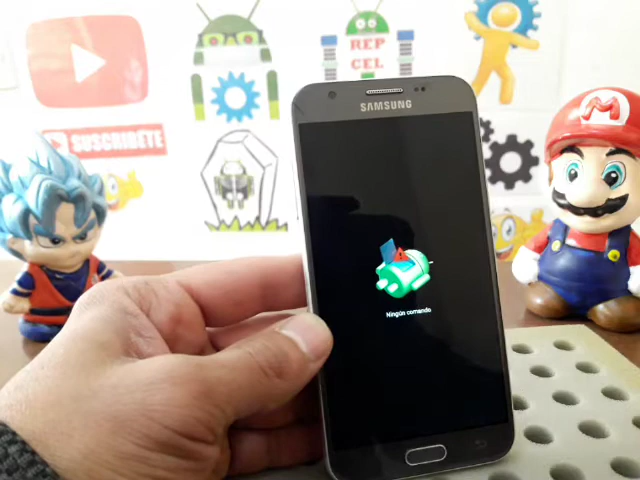 REP
CEL
SUSCRIBETE
SAMSUNG
M
Ningún comando